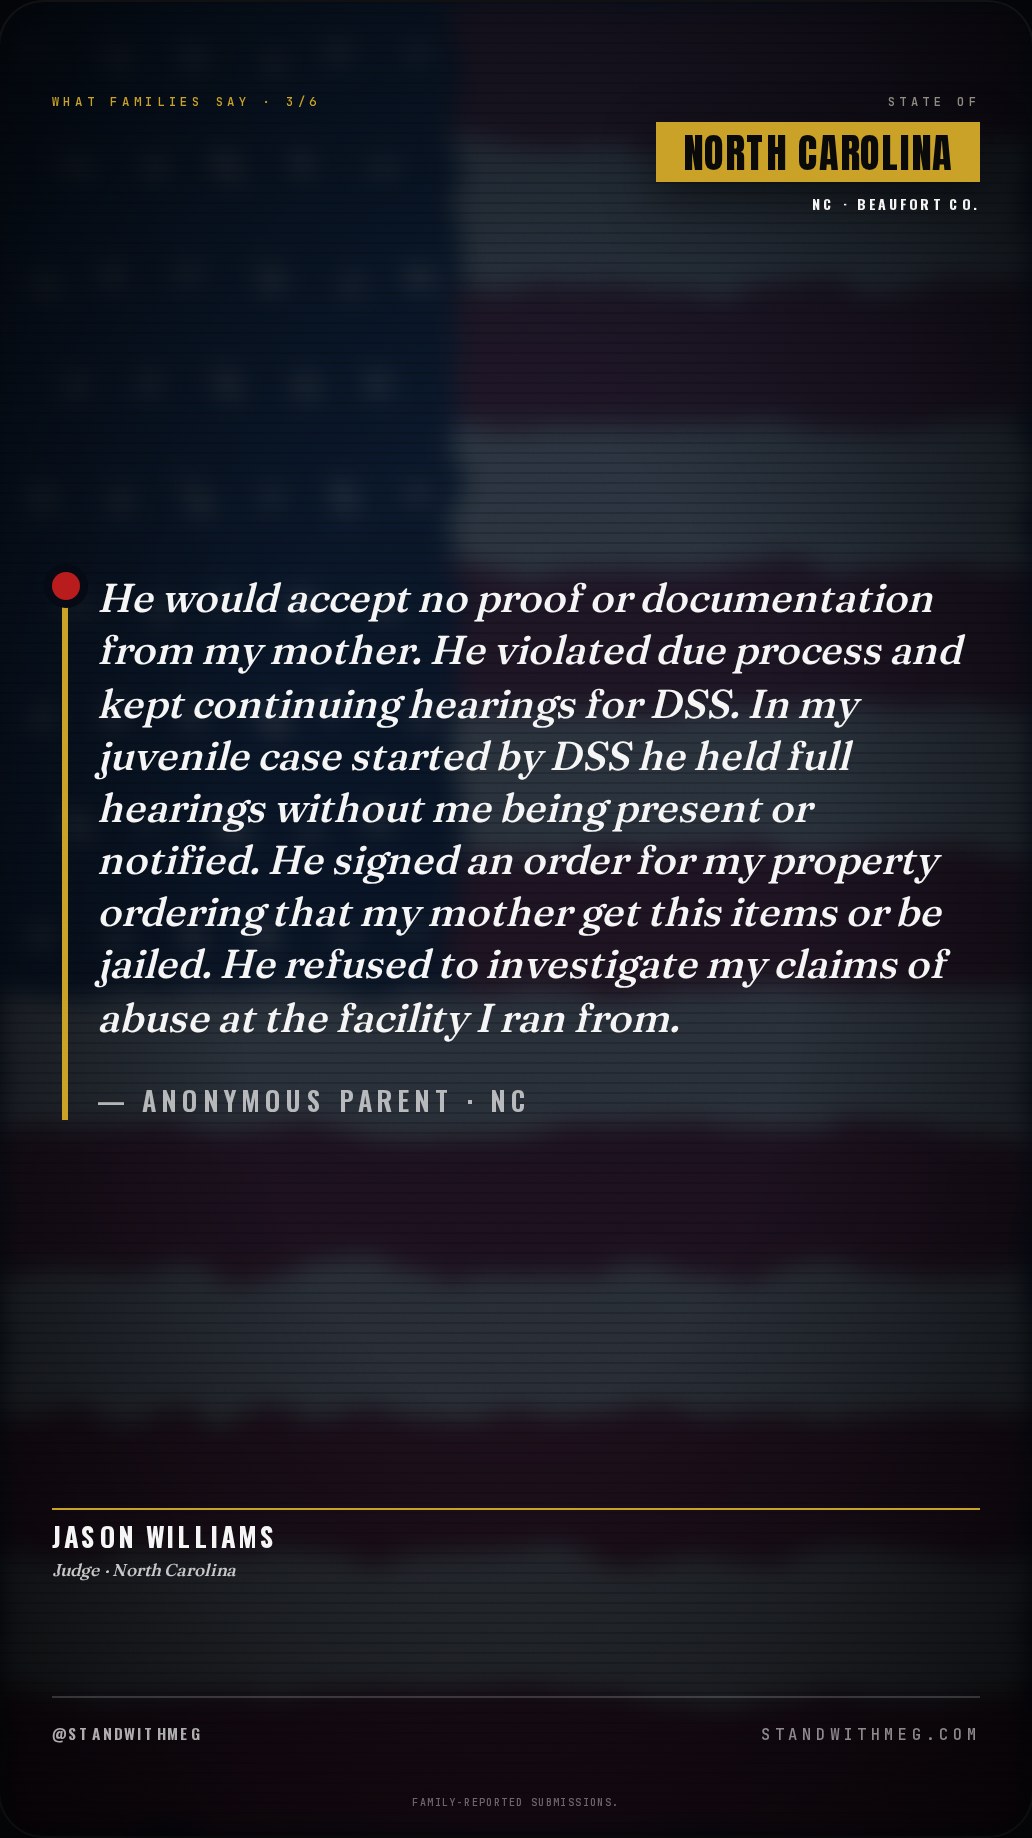 WHAT FAMILIES SAY · 3/6
STATE OF
NORTH CAROLINA
NC · BEAUFORT CO.
He would accept no proof or documentation
from my mother. He violated due process and
kept continuing hearings for DSS. In my
juvenile case started by DSS he held full
hearings without me being present or
notified. He signed an order for my property
ordering that my mother get this items or be
jailed. He refused to investigate my claims of
abuse at the facility I ran from.
— ANONYMOUS PARENT · NC
JASON WILLIAMS
Judge · North Carolina
@STANDWITHMEG
STANDWITHMEG.COM
FAMILY-REPORTED SUBMISSIONS.